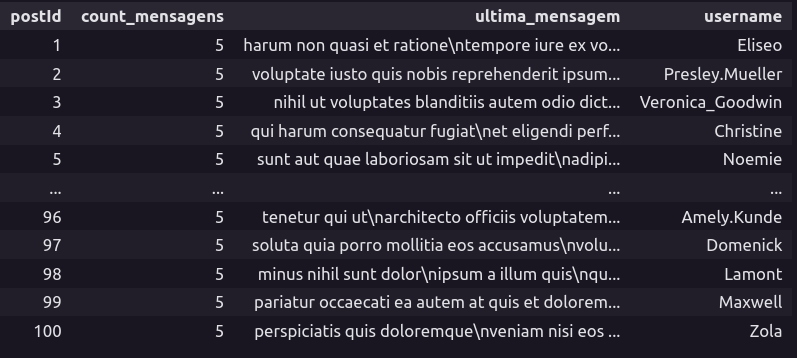 postId count_mensagens ultima_mensagem username
1 5 harum non quasi et ratione\ntempore iure ex vo... Eliseo
2 5 voluptate iusto quis nobis reprehenderit ipsum... Presley.Mueller
3 5 nihil ut voluptates blanditiis autem odio dict... Veronica_Goodwin
4 5 qui harum consequatur fugiat\net eligendi perf... Christine
5 5 sunt aut quae laboriosam sit ut impedit\nadipi... Noemie
... ... ... ...
96 5 tenetur qui ut\narchitecto officiis voluptatem... Amely.Kunde
97 5 soluta quia porro mollitia eos accusamus\nvolu... Domenick
98 5 minus nihil sunt dolor\nipsum a illum quis\nqu... Lamont
99 5 pariatur occaecati ea autem at quis et dolorem... Maxwell
100 5 perspiciatis quis doloremque\nveniam nisi eos ... Zola